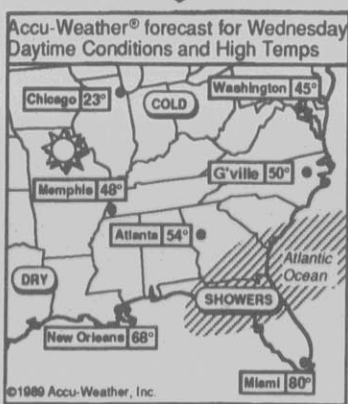 Accu-Weather® forecast for Wednesday
Daytime Conditions and High Temps
Washington 45°
Chicago 23°
COLD
G'ville 50°
Memphis 48°
Atlanta 54°
Atlantic
Ocean
DRY
SHOWERS
New Orleans 68°
Miami 80°
©1989 Accu-Weather, Inc.